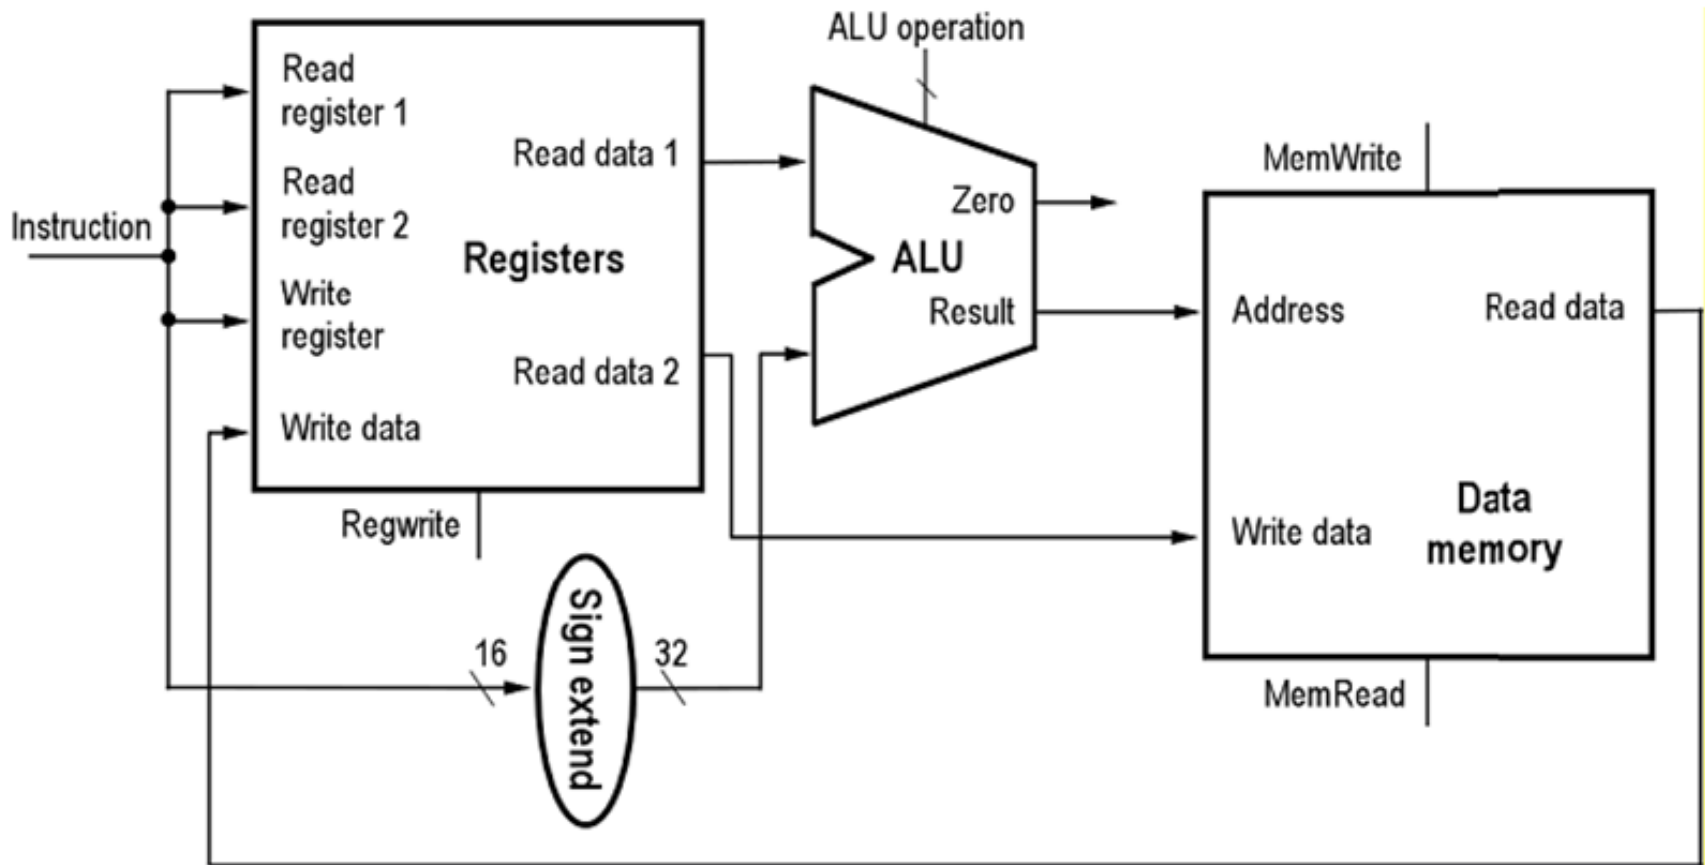 ALU operation
Read
register 1
Read data 1
MemWrite
Read
register 2
Zero
Instruction
Registers
ALU
Write
register
Result
Address
Read data
Read data 2
Write data
Regwrite
Data
memory
Write data
Sign extend
16
32
MemRead